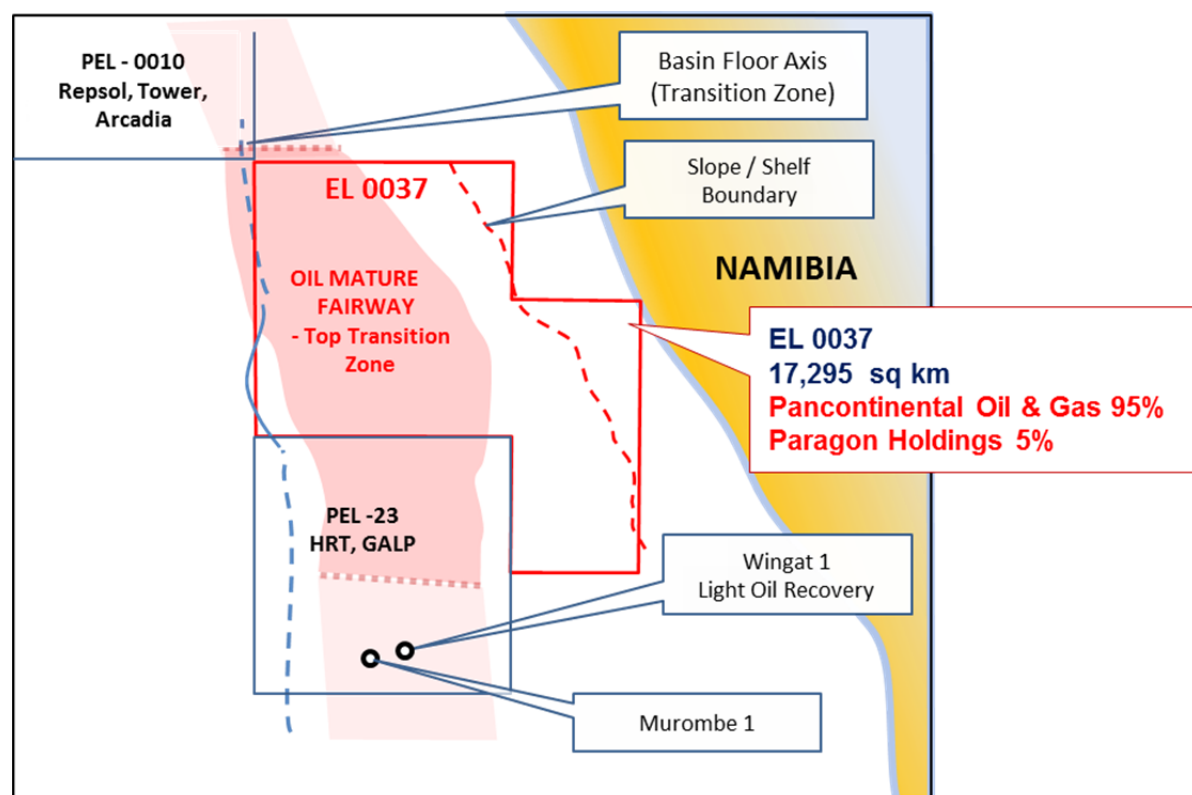 PEL - 0010
Repsol, Tower,
Arcadia
Basin Floor Axis
(Transition Zone)
Slope / Shelf
Boundary
EL 0037
OIL MATURE
FAIRWAY
- Top Transition
Zone
NAMIBIA
EL 0037
17,295 sq km
Pancontinental Oil & Gas 95%
Paragon Holdings 5%
PEL -23
HRT, GALP
Wingat 1
Light Oil Recovery
Murombe 1